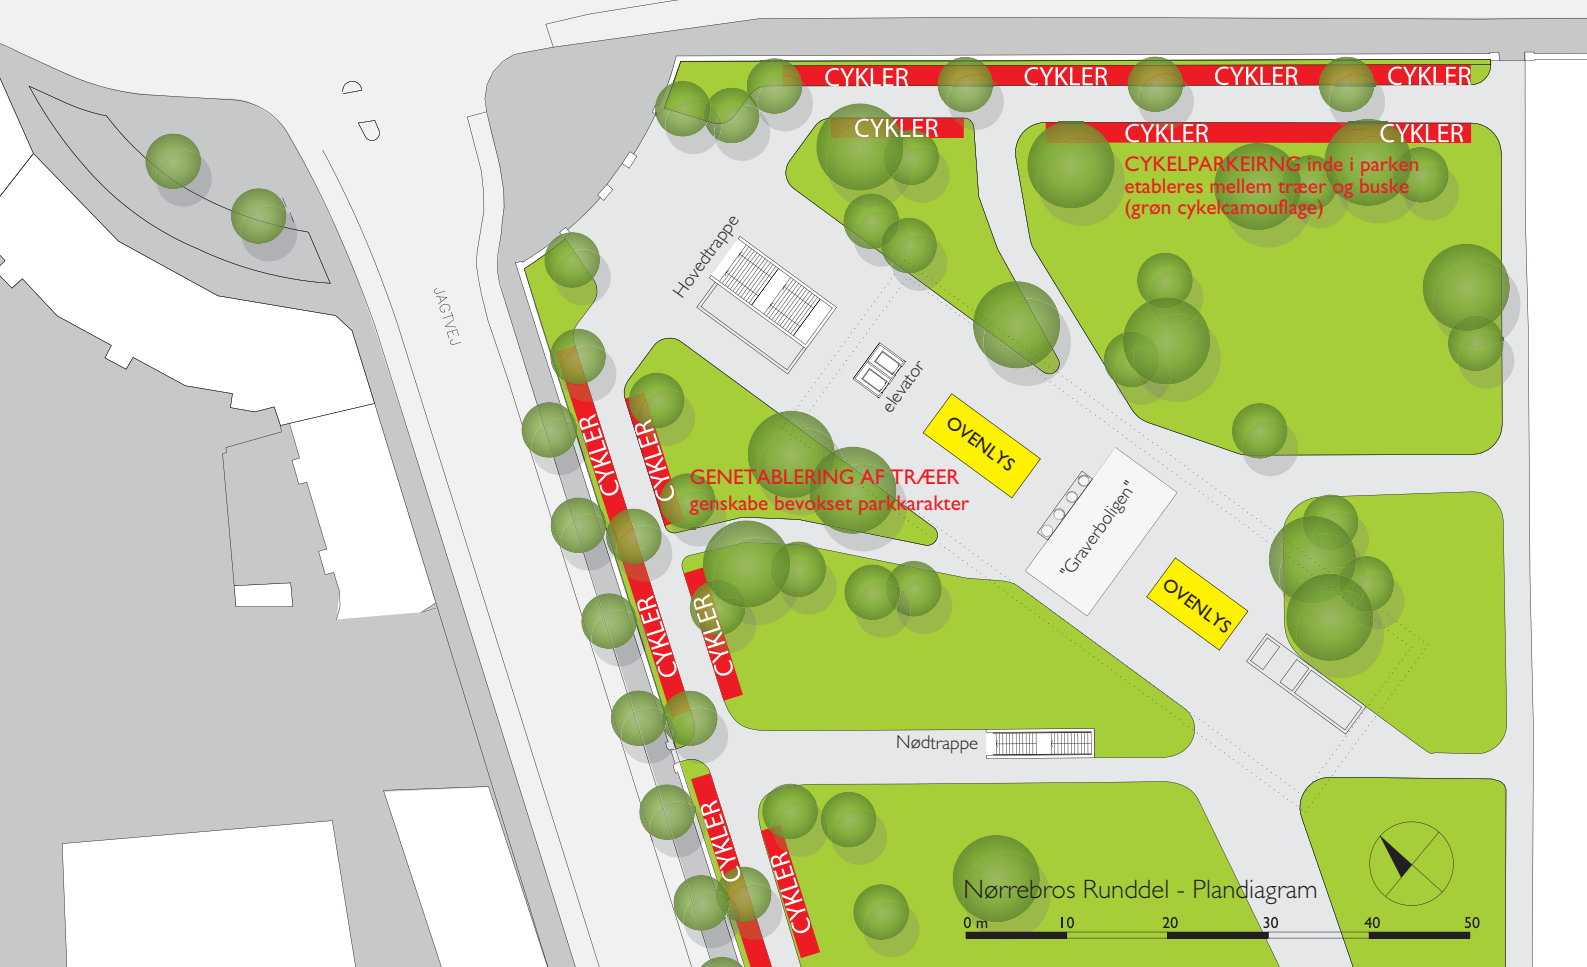 CYKLER CYKLER CYKLER CYKLER
CYKLER CYKLER CYKLER
CYKELPARKEIRNG inde i parken
etableres mellem træer og buske
(grøn cykelcamouflage)
Hovedtrappe
JAGTVEJ
elevator
OVENLYS
CYKLER
CYKLER
GENETABLERING AF TRÆER
genskabe bevokset parkkarakter
"Graverboligen"
OVENLYS
CYKLER
CYKLER
Nødtrappe
CYKLER
CYKLER
Nørrebros Runddel - Plandiagram
0 m 10 20 30 40 50